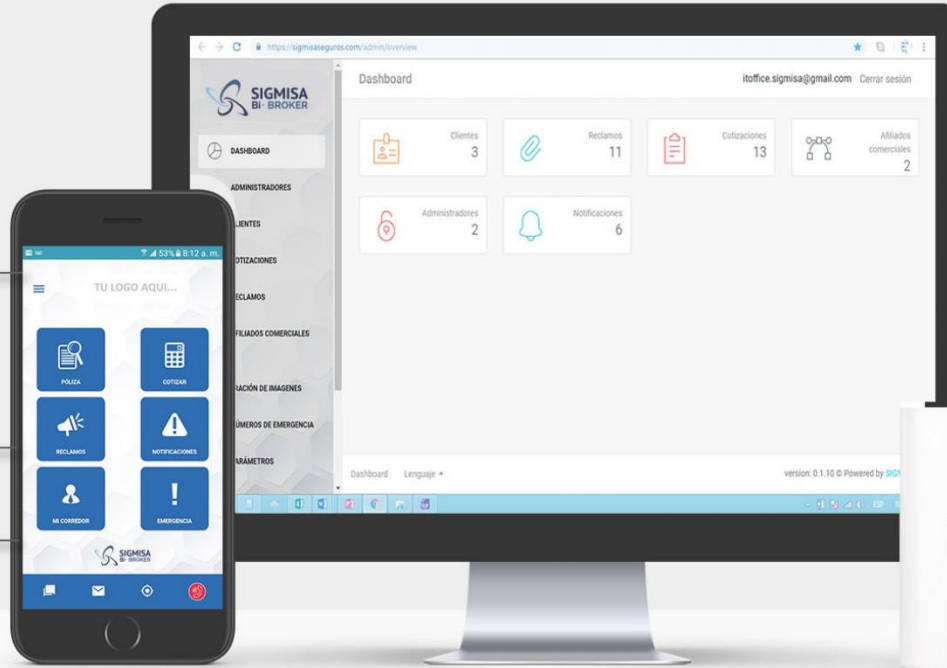 https://sigmisaseguros.com/admin/overview
SIGMISA
Bi- BROKER
Dashboard
itoffice.sigmisa@gmail.com Cerrar sesión
DASHBOARD
ADMINISTRADORES
LIENTES
OTIZACIONES
ECLAMOS
FILIADOS COMERCIALES
RACIÓN DE IMAGENES
ÚMEROS DE EMERGENCIA
ARÁMETROS
Clientes
3
Reclamos
11
Cotizaciones
13
Afiliados
comerciales
2
Administradores
2
Notificaciones
6
Dashboard Lenguaje
version: 0.1.10 © Powered by SIG
ESP
53% 8:12 a. m.
TU LOGO AQUI...
PÓLIZA
COTIZAR
RECLAMOS
NOTIFICACIONES
MI CORREDOR
EMERGENCIA
SIGMISA
Bi- BROKER